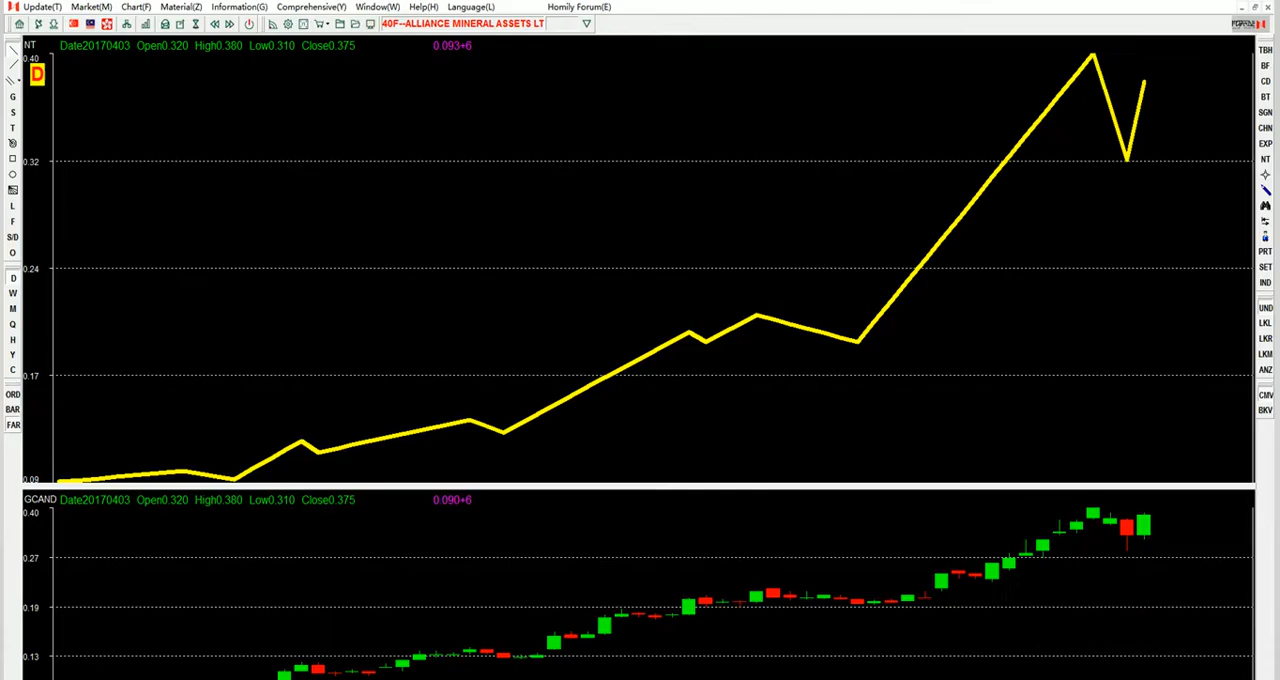 Update(T) Market(M) Chart(F) Material(Z) Information(G) Comprehensive(Y) Window(W) Help(H) Language(L) Homily Forum(E)
40F--ALLIANCE MINERAL ASSETS LT
NT Date20170403 Open0.320 High0.380 Low0.310 Close0.375 0.093+6
0.40
D
0.32
0.24
0.17
0.09
GCAND Date20170403 Open0.320 High0.380 Low0.310 Close0.375 0.090+6
0.40
0.27
0.19
0.13
G
S
T
L
F
S/D
O
D
W
M
Q
H
Y
C
ORD
BAR
FAR
TBH
BF
CD
BT
SGN
CHN
EXP
NT
PRT
SET
IND
UND
LKL
LKR
LKM
ANZ
CMV
BKV